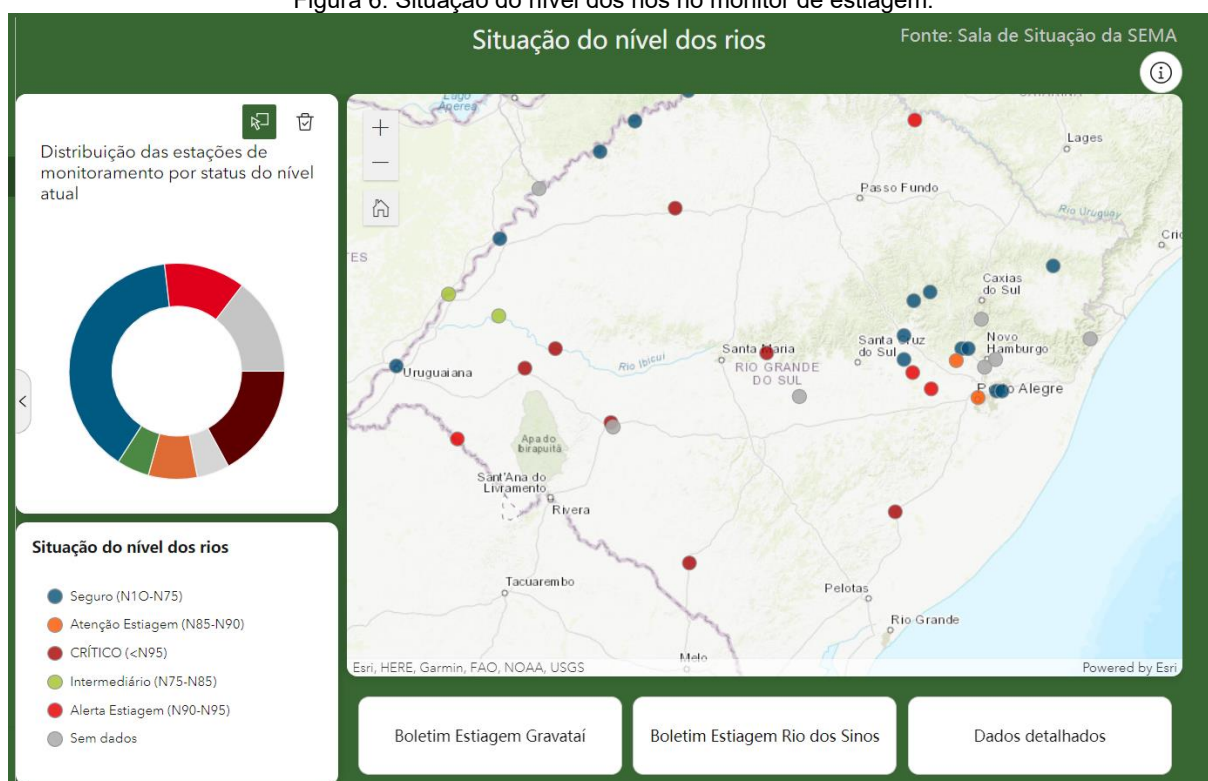 Figura 6: Situação do nível dos rios no monitor de estiagem.
Situação do nível dos rios
Fonte: Sala de Situação da SEMA
Distribuição das estações de
monitoramento por status do nível
atual
Situação do nível dos rios
Seguro (N1O-N75)
Atenção Estiagem (N85-N90)
CRÍTICO (<N95)
Intermediário (N75-N85)
Alerta Estiagem (N90-N95)
Sem dados
+
−
Lages
Passo Fundo
Rio Uruguay
ES
Caxias
do Sul
Santa Maria
Santa Cruz
do Sul
Novo
Hamburgo
RIO GRANDE
DO SUL
Rio Ibicuí
Uruguaiana
Porto Alegre
Apa do
Ibirapuitã
Sant'Ana do
Livramento
Rivera
Tacuarembo
Pelotas
Rio Grande
Melo
Esri, HERE, Garmin, FAO, NOAA, USGS
Powered by Esri
Boletim Estiagem Gravataí
Boletim Estiagem Rio dos Sinos
Dados detalhados